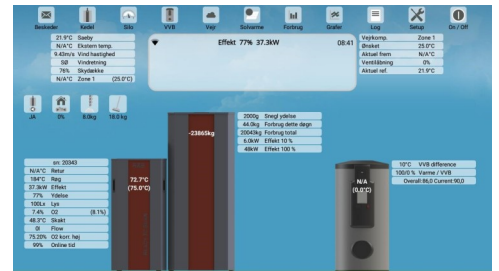 Beskeder Kedel Silo VVB Vejr Solvarme Forbrug Grafer Log Setup On / Off
21.9°C Saeby
N/A°C Ekstern temp.
9.43m/s Vind hastighed
SØ Vindretning
76% Skydække
N/A°C Zone 1 (25.0°C)
Effekt 77% 37.3kW 08:41
Vejrkomp. Zone 1
Ønsket 25.0°C
Aktuel frem N/A°C
Ventilåbning 0%
Aktuel ref. 21.9°C
JA 0% 8.0kg 18.0 kg
2000g Snegl ydelse
44.0kg Forbrug dette døgn
20043kg Forbrug total
6.0kW Effekt 10 %
48kW Effekt 100 %
-23865kg
sn: 20343
N/A°C Retur
184°C Røg
37.3kW Effekt
77% Ydelse
100Lx Lys
7.4% O2 (8.1%)
48.3°C Skakt
0l Flow
75.20% O2 korr. høj
99% Online tid
72.7°C
(75.0°C)
N/A
(0.0°C)
10°C VVB difference
100/0 % Varme / VVB
Overall:86,0 Current:90,0